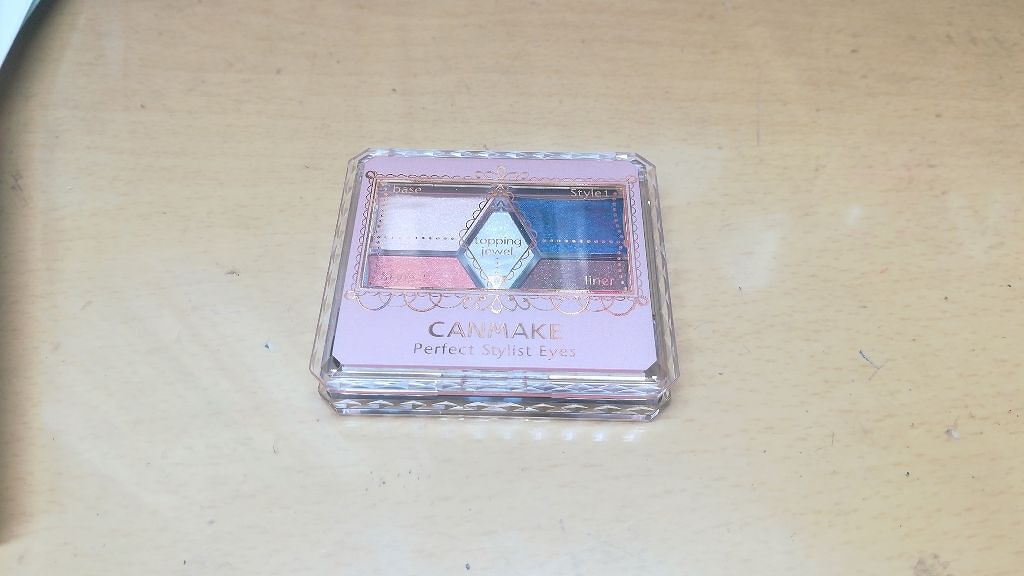 base
Style1
topping
jewel
liner
CANMAKE
Perfect Stylist Eyes